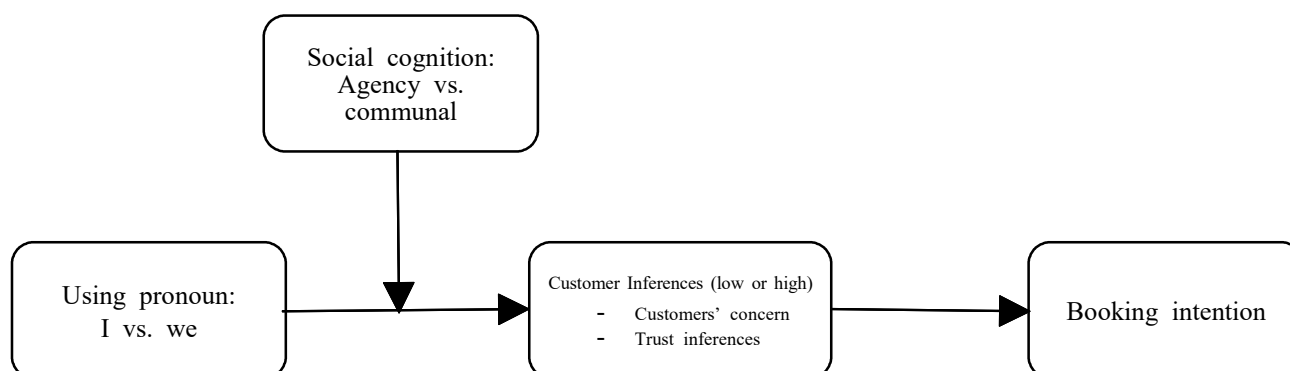 Social cognition:
Agency vs.
communal
Using pronoun:
I vs. we
Customer Inferences (low or high)
- Customers' concern
- Trust inferences
Booking intention